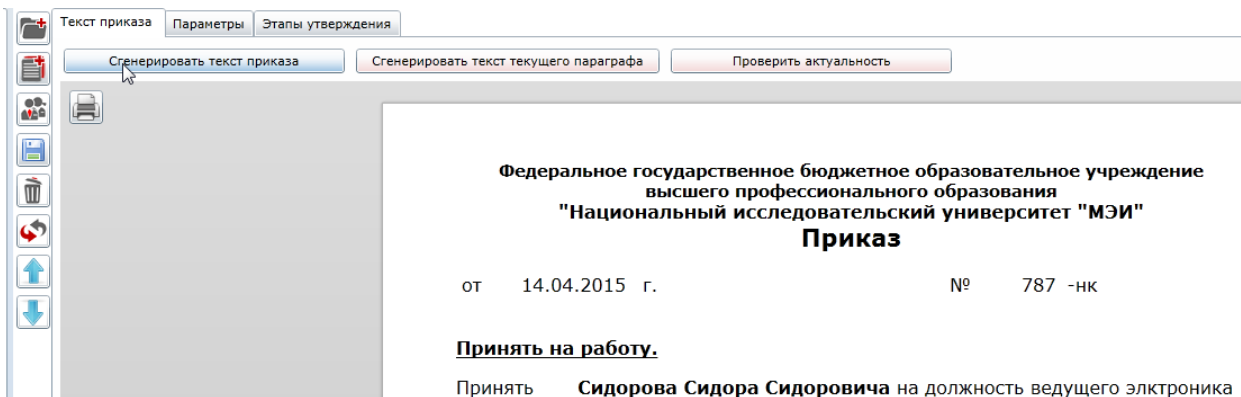 Текст приказа Параметры Этапы утверждения
Сгенерировать текст приказа Сгенерировать текст текущего параграфа Проверить актуальность
Федеральное государственное бюджетное образовательное учреждение
высшего профессионального образования
"Национальный исследовательский университет "МЭИ"
Приказ
от 14.04.2015 г. № 787 -нк
Принять на работу.
Принять Сидорова Сидора Сидоровича на должность ведущего элктроника